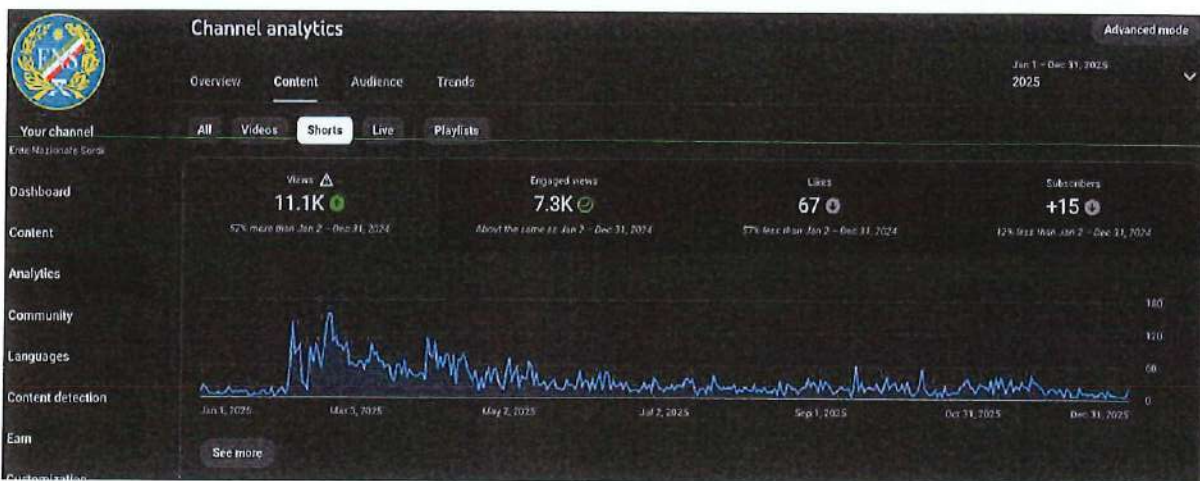 ENS
Channel analytics
Advanced mode
Overview Content Audience Trends
Jan 1 – Dec 31, 2025
2025
Your channel
Ente Nazionale Sordi
All Videos Shorts Live Playlists
Dashboard
Content
Analytics
Community
Languages
Content detection
Earn
Customization
Views
11.1K
57% more than Jan 2 – Dec 31, 2024
Engaged views
7.3K
About the same as Jan 2 – Dec 31, 2024
Likes
67
57% less than Jan 2 – Dec 31, 2024
Subscribers
+15
12% less than Jan 2 – Dec 31, 2024
180
120
60
0
Jan 1, 2025 Mar 3, 2025 May 2, 2025 Jul 2, 2025 Sep 1, 2025 Oct 31, 2025 Dec 31, 2025
See more